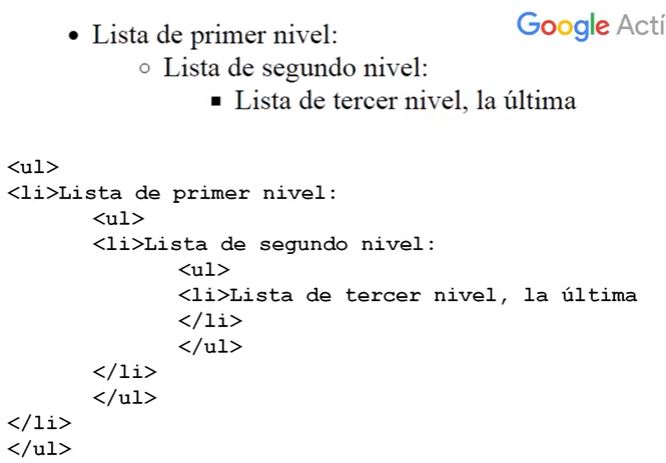 Google Actí
• Lista de primer nivel:
○ Lista de segundo nivel:
▪ Lista de tercer nivel, la última
<ul>
<li>Lista de primer nivel:
<ul>
<li>Lista de segundo nivel:
<ul>
<li>Lista de tercer nivel, la última
</li>
</ul>
</li>
</ul>
</li>
</ul>